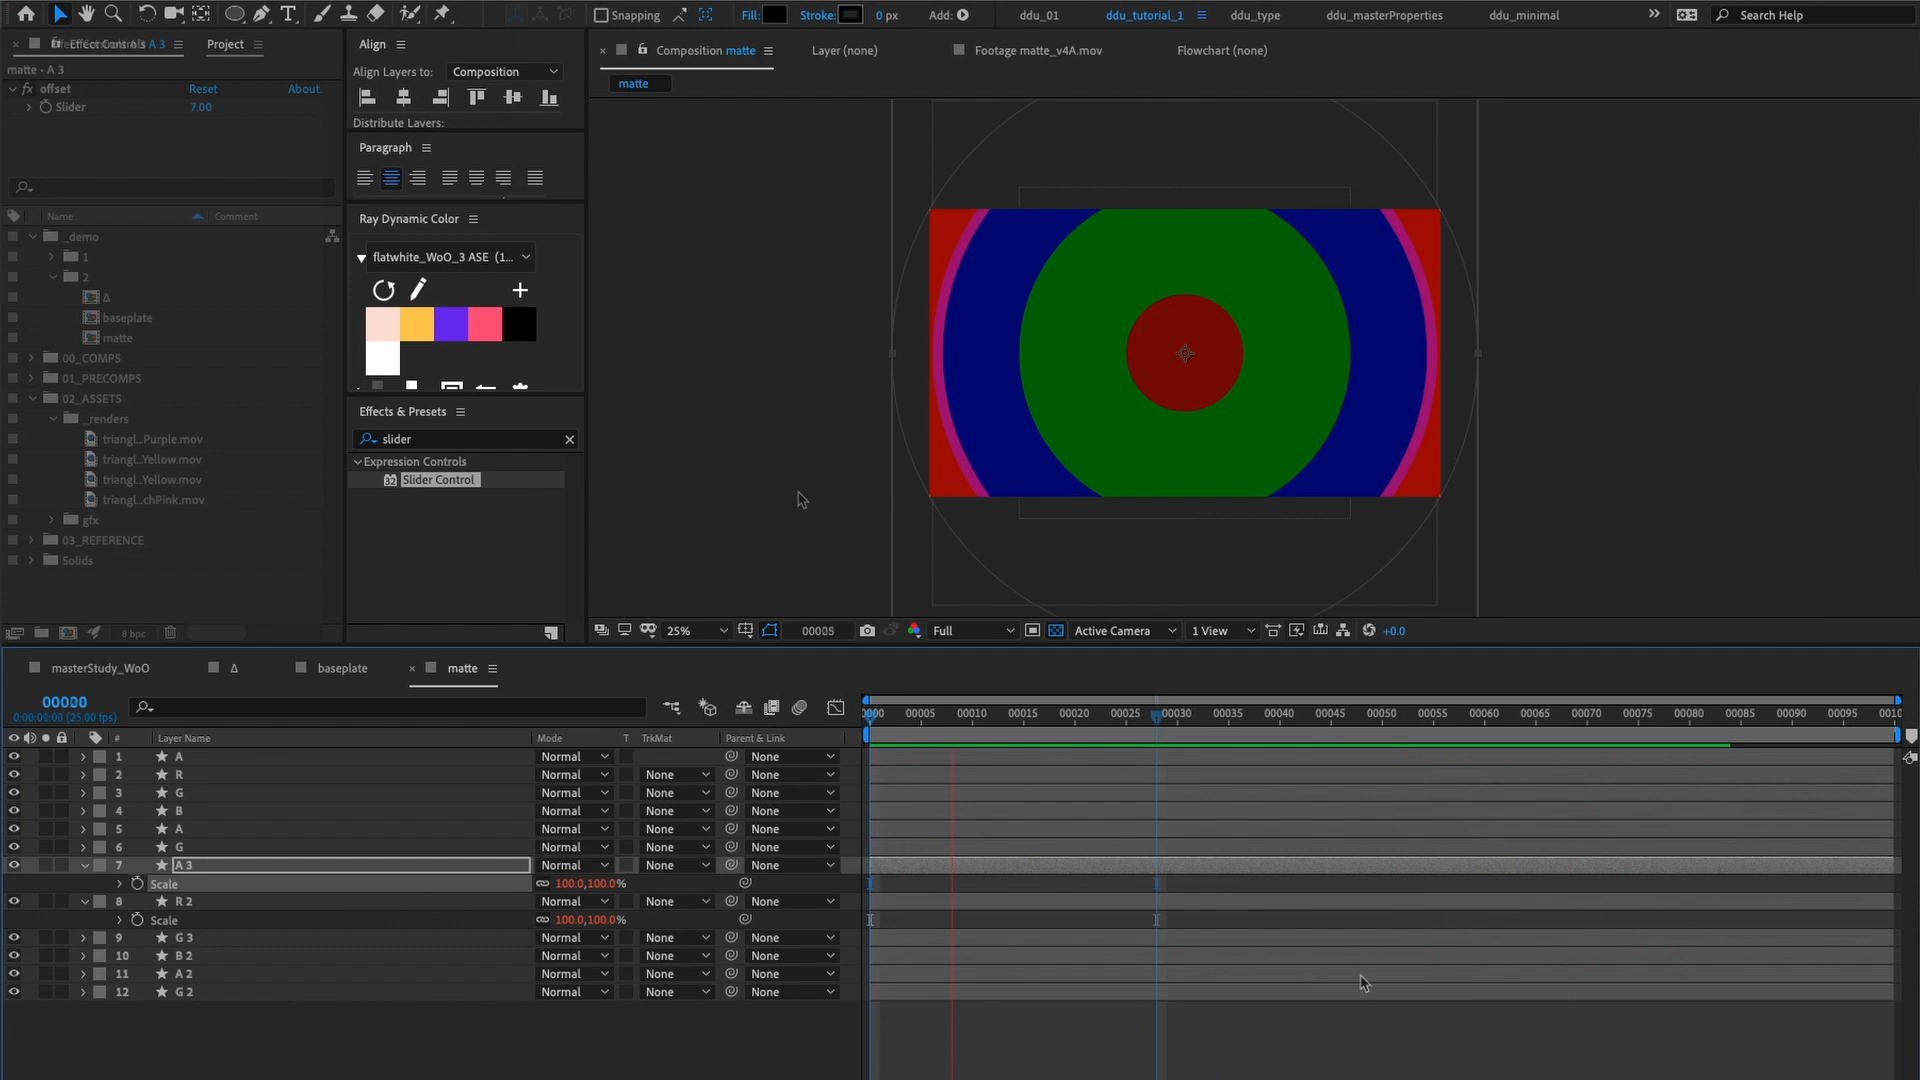 Snapping
Fill:
Stroke:
0 px
Add:
ddu_01
ddu_tutorial_1
ddu_type
ddu_masterProperties
ddu_minimal
Search Help
Project
matte • A 3
fx offset
Reset
About.
Slider
7.00
Name
Comment
_demo
1
2
Δ
baseplate
matte
00_COMPS
01_PRECOMPS
02_ASSETS
_renders
triangl...Purple.mov
triangl...Yellow.mov
triangl...Yellow.mov
triangl...chPink.mov
gfx
03_REFERENCE
Solids
8 bpc
Align
Align Layers to:
Composition
Distribute Layers:
Paragraph
Ray Dynamic Color
flatwhite_WoO_3 ASE (1...
Effects & Presets
slider
Expression Controls
32 Slider Control
Composition matte
Layer (none)
Footage matte_v4A.mov
Flowchart (none)
matte
25%
Full
Active Camera
1 View
+0.0
masterStudy_WoO
Δ
baseplate
matte
0:00:00:00 (25.00 fps)
00005 00010 00015 00020 00025 00030 00035 00040 00045 00050 00055 00060 00065 00070 00075 00080 00085 00090 00095
# Layer Name Mode T TrkMat Parent & Link
1 A Normal None
2 R Normal None None
3 G Normal None None
4 B Normal None None
5 A Normal None None
6 G Normal None None
7 A 3 Normal None None
Scale 100.0,100.0%
8 R 2 Normal None None
Scale 100.0,100.0%
9 G 3 Normal None None
10 B 2 Normal None None
11 A 2 Normal None None
12 G 2 Normal None None